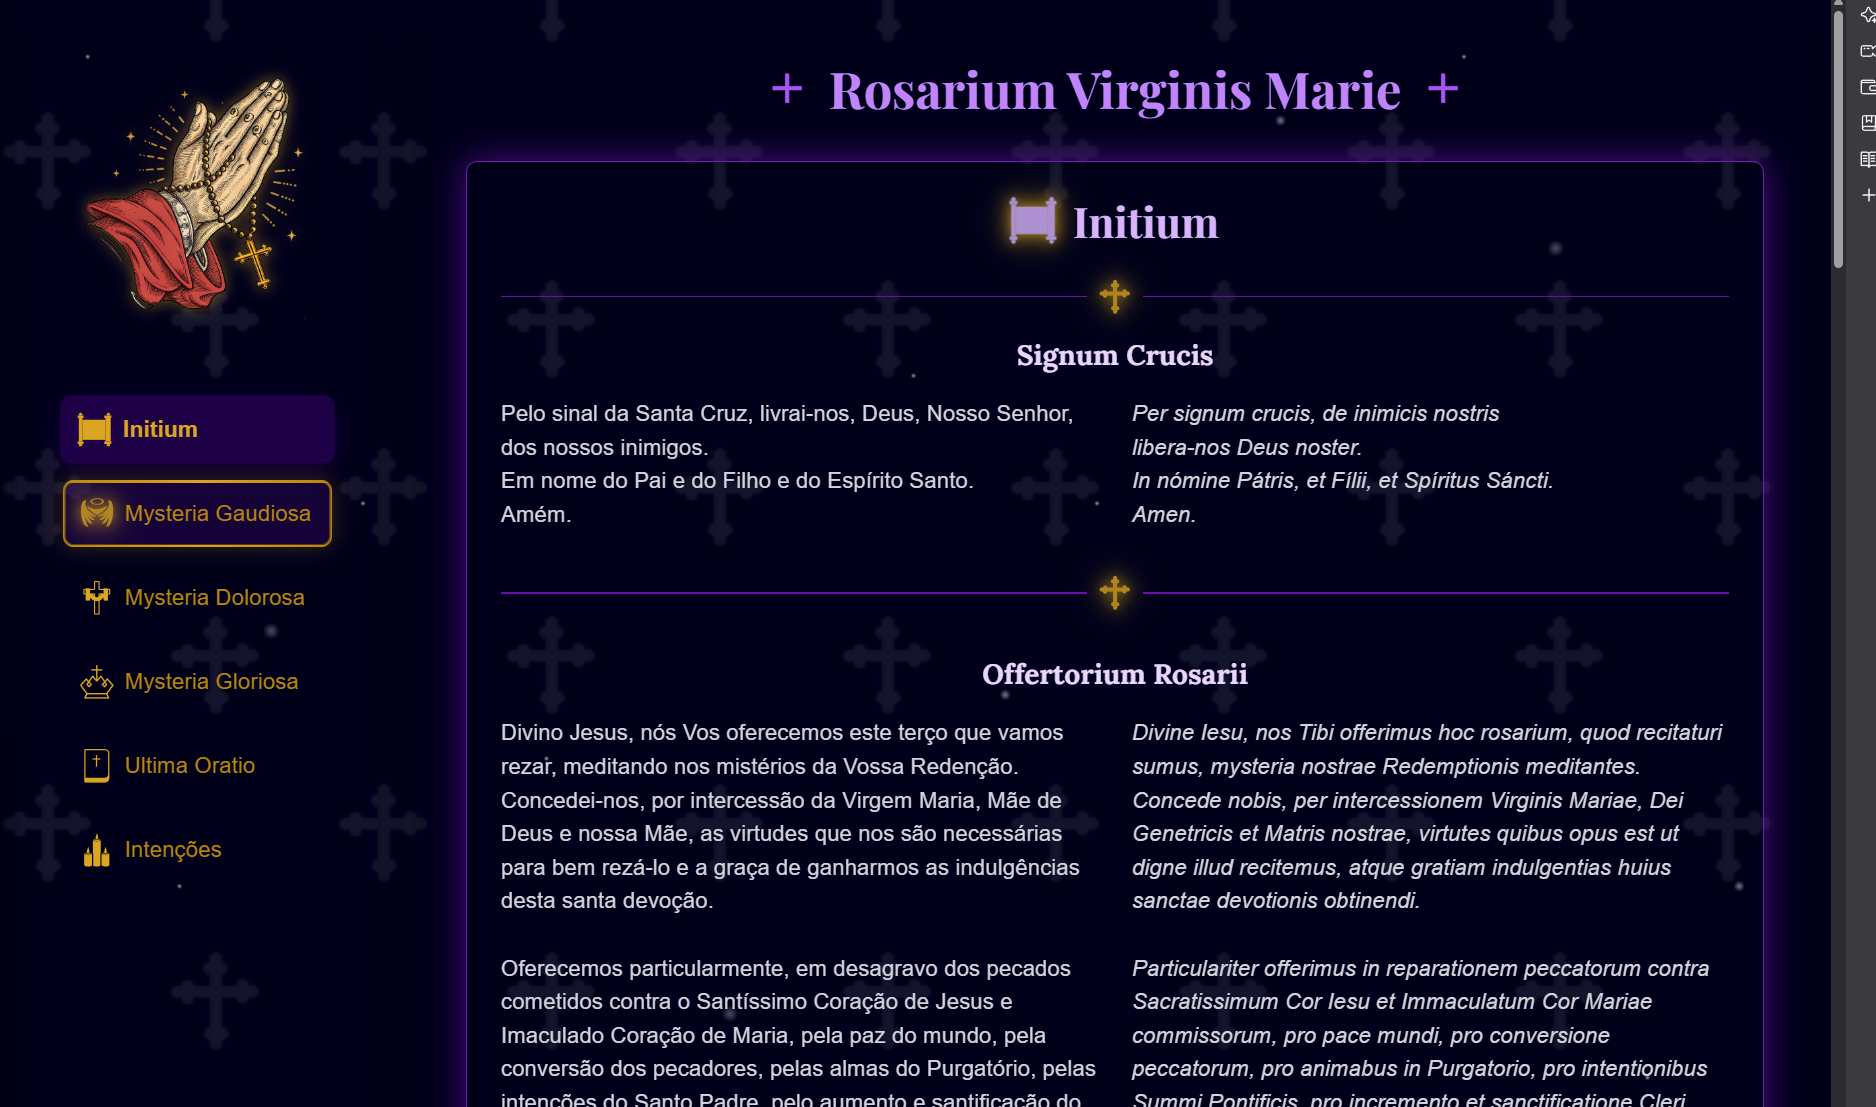 + Rosarium Virginis Marie +
Initium
Mysteria Gaudiosa
Mysteria Dolorosa
Mysteria Gloriosa
Ultima Oratio
Intenções
Initium
Signum Crucis
Pelo sinal da Santa Cruz, livrai-nos, Deus, Nosso Senhor,
dos nossos inimigos.
Em nome do Pai e do Filho e do Espírito Santo.
Amém.
Per signum crucis, de inimicis nostris
libera-nos Deus noster.
In nómine Pátris, et Fílii, et Spíritus Sáncti.
Amen.
Offertorium Rosarii
Divino Jesus, nós Vos oferecemos este terço que vamos
rezar, meditando nos mistérios da Vossa Redenção.
Concedei-nos, por intercessão da Virgem Maria, Mãe de
Deus e nossa Mãe, as virtudes que nos são necessárias
para bem rezá-lo e a graça de ganharmos as indulgências
desta santa devoção.
Oferecemos particularmente, em desagravo dos pecados
cometidos contra o Santíssimo Coração de Jesus e
Imaculado Coração de Maria, pela paz do mundo, pela
conversão dos pecadores, pelas almas do Purgatório, pelas
intenções do Santo Padre, pelo aumento e santificação do
Divine Iesu, nos Tibi offerimus hoc rosarium, quod recitaturi
sumus, mysteria nostrae Redemptionis meditantes.
Concede nobis, per intercessionem Virginis Mariae, Dei
Genetricis et Matris nostrae, virtutes quibus opus est ut
digne illud recitemus, atque gratiam indulgentias huius
sanctae devotionis obtinendi.
Particulariter offerimus in reparationem peccatorum contra
Sacratissimum Cor Iesu et Immaculatum Cor Mariae
commissorum, pro pace mundi, pro conversione
peccatorum, pro animabus in Purgatorio, pro intentionibus
Summi Pontificis, pro incremento et sanctificatione Cleri